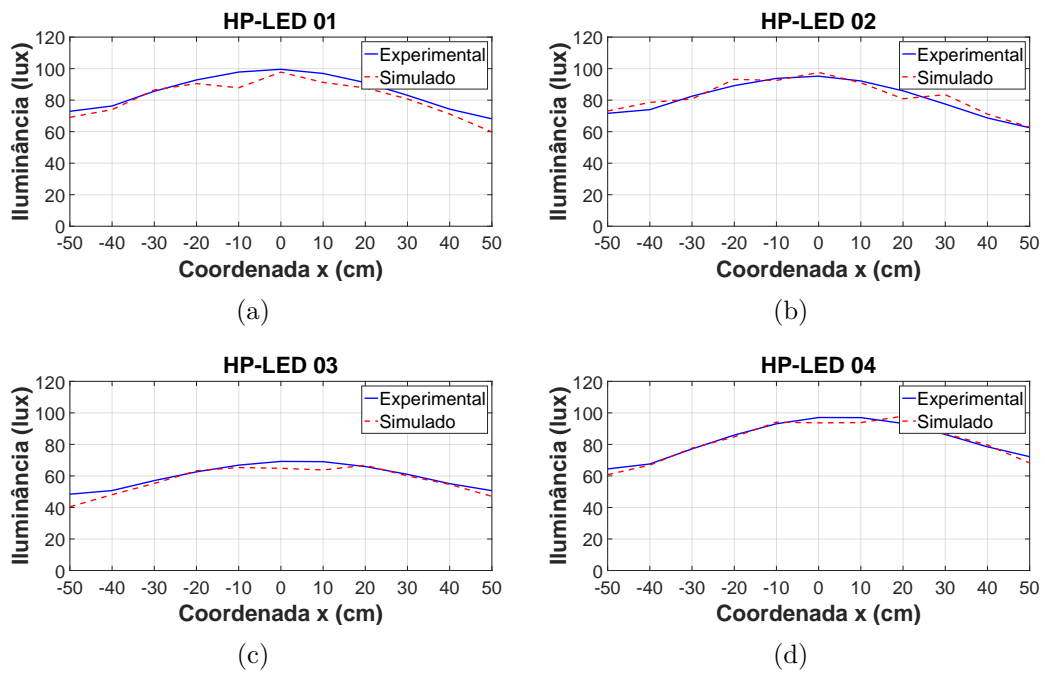 HP-LED 01
120
100
80
60
40
20
0
Iluminância (lux)
Experimental
Simulado
-50 -40 -30 -20 -10 0 10 20 30 40 50
Coordenada x (cm)
(a)
HP-LED 02
120
100
80
60
40
20
0
Iluminância (lux)
Experimental
Simulado
-50 -40 -30 -20 -10 0 10 20 30 40 50
Coordenada x (cm)
(b)
HP-LED 03
120
100
80
60
40
20
0
Iluminância (lux)
Experimental
Simulado
-50 -40 -30 -20 -10 0 10 20 30 40 50
Coordenada x (cm)
(c)
HP-LED 04
120
100
80
60
40
20
0
Iluminância (lux)
Experimental
Simulado
-50 -40 -30 -20 -10 0 10 20 30 40 50
Coordenada x (cm)
(d)